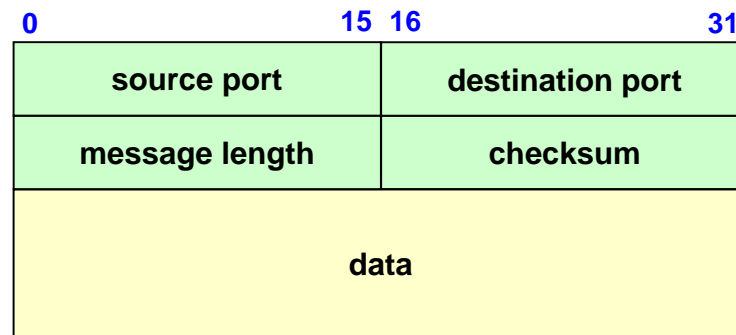 0 15 16 31
source port destination port
message length checksum
data